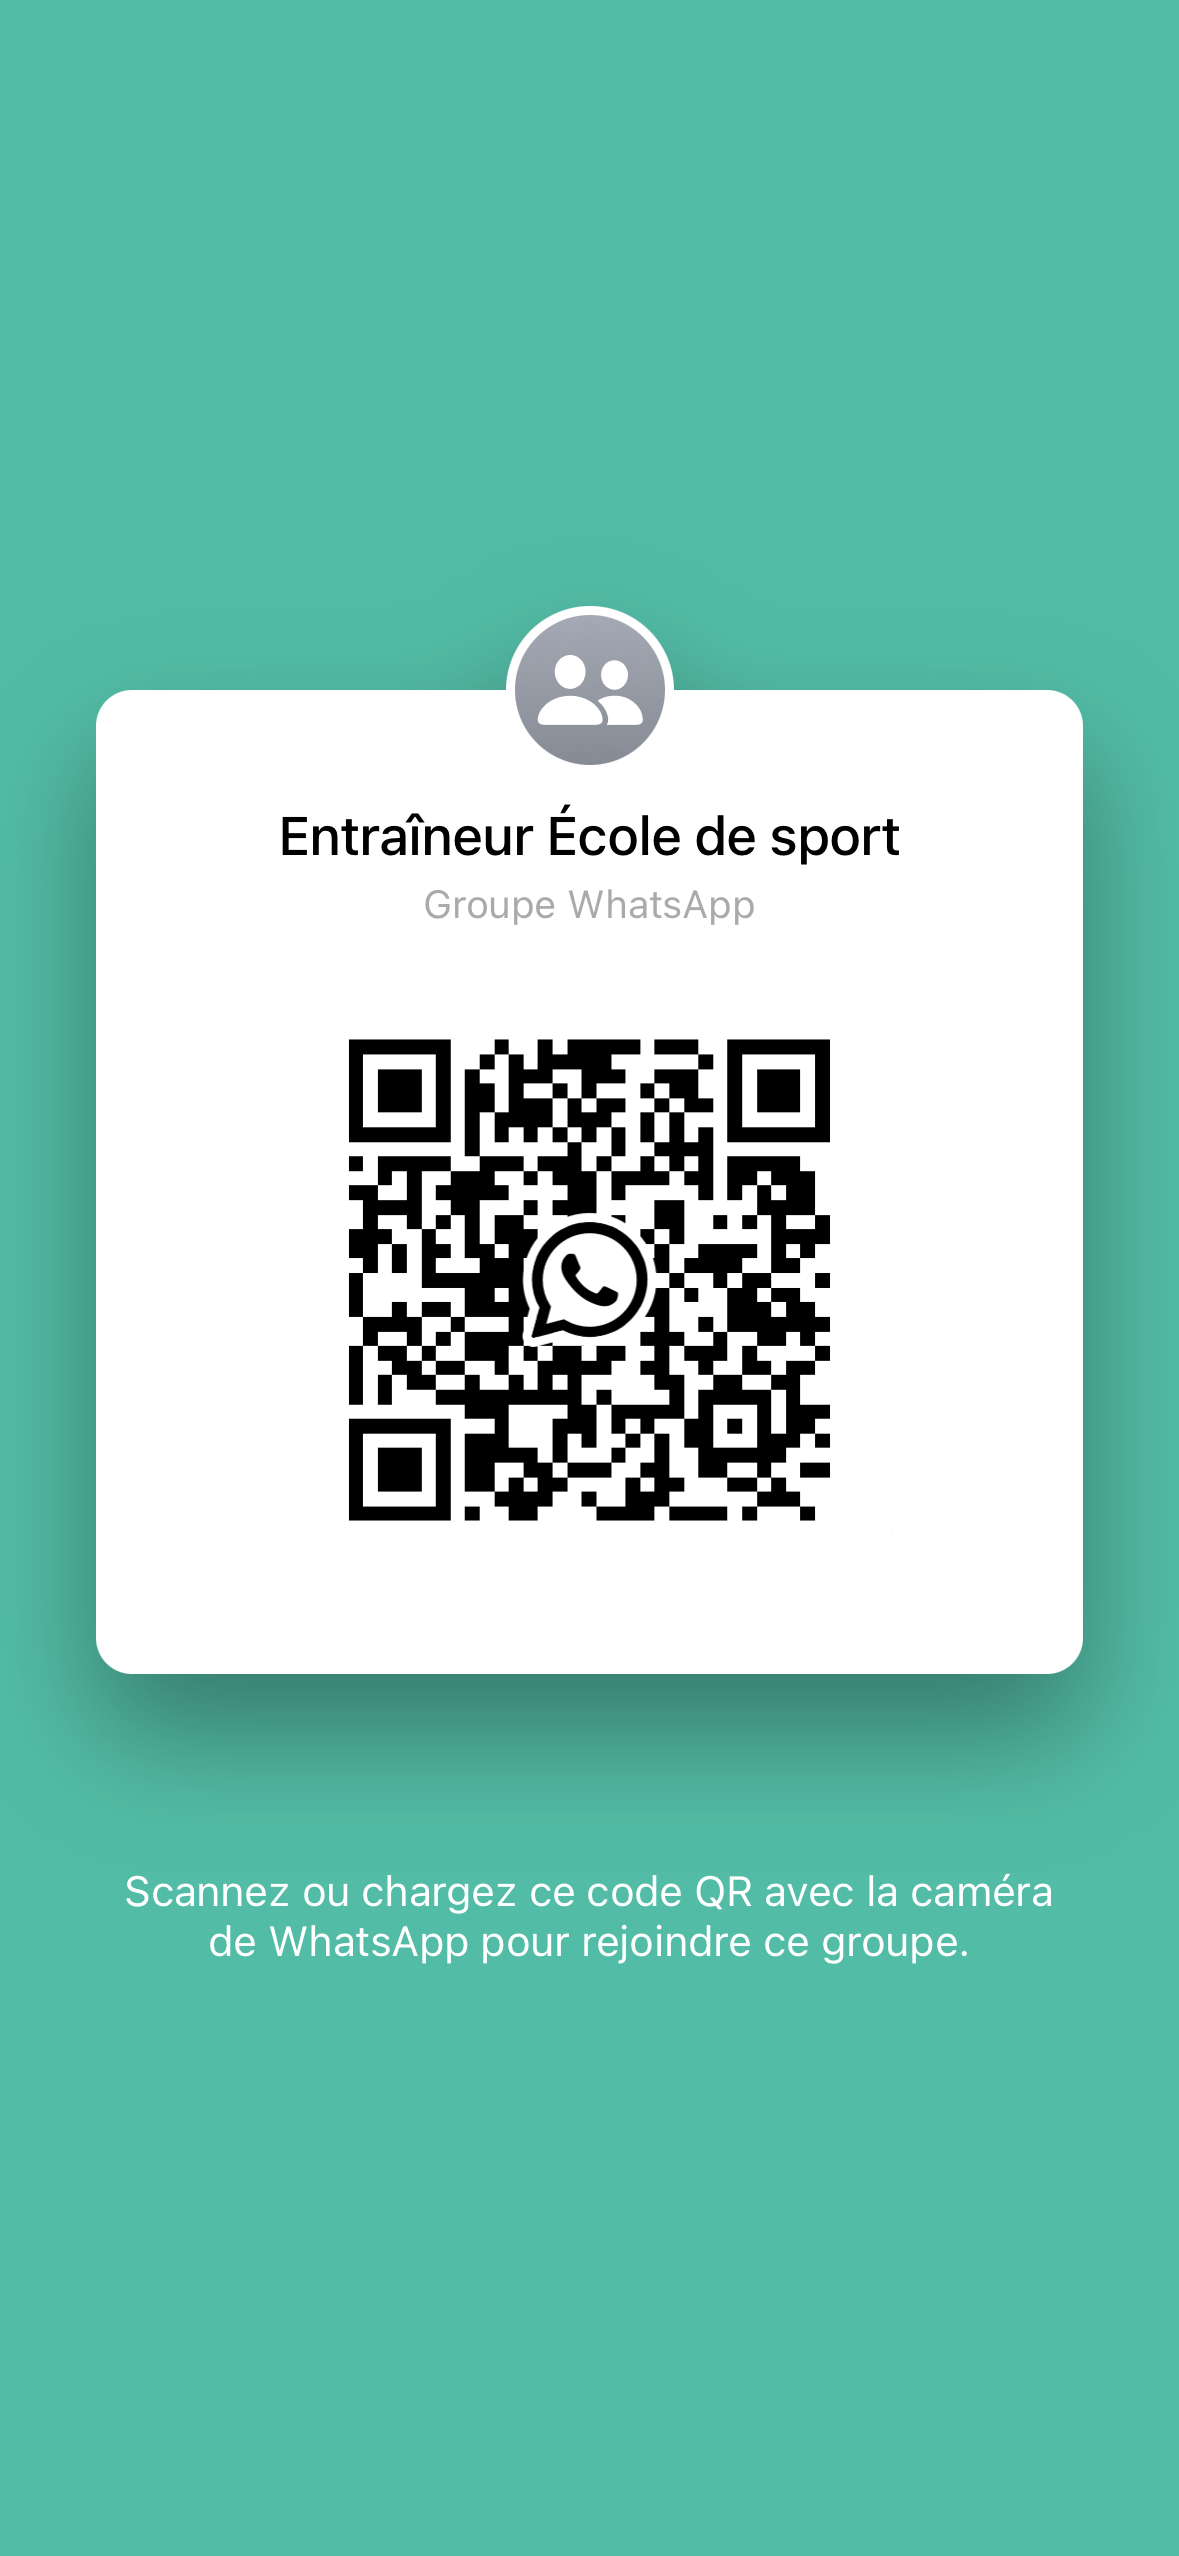 Entraîneur École de sport
Groupe WhatsApp
Scannez ou chargez ce code QR avec la caméra
de WhatsApp pour rejoindre ce groupe.